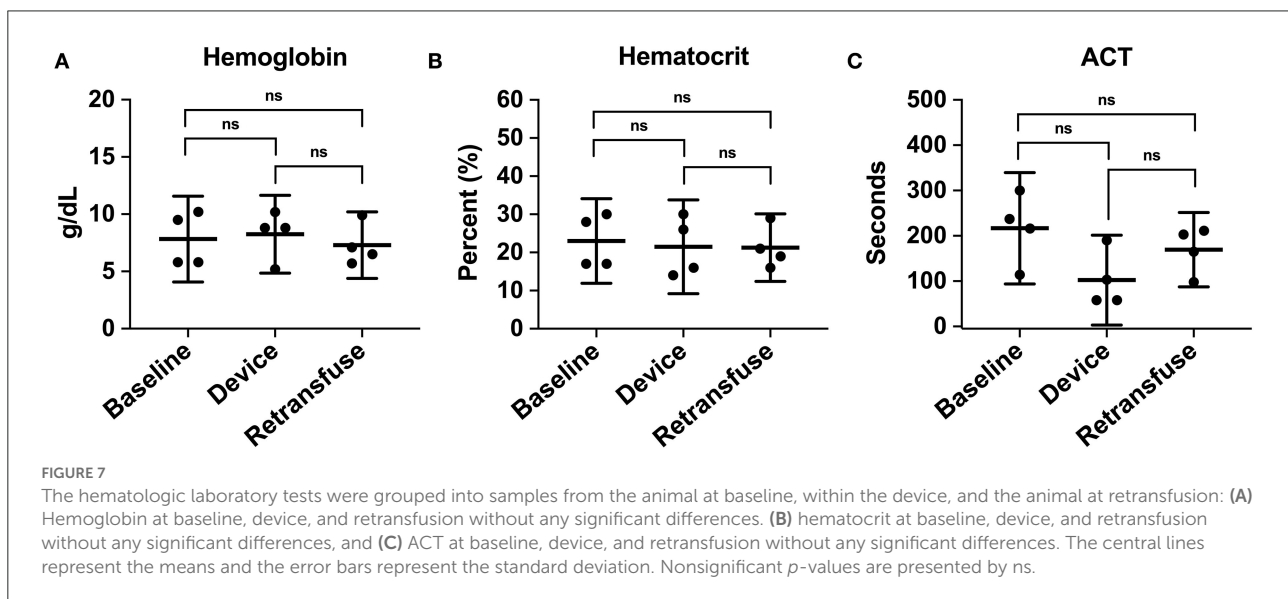 A Hemoglobin B Hematocrit C ACT
20
15
10
5
0
g/dL
ns
ns
ns
Baseline
Device
Retransfuse
60
50
40
30
20
10
0
Percent (%)
ns
ns
ns
Baseline
Device
Retransfuse
500
400
300
200
100
0
Seconds
ns
ns
ns
Baseline
Device
Retransfuse
FIGURE 7
The hematologic laboratory tests were grouped into samples from the animal at baseline, within the device, and the animal at retransfusion: (A)
Hemoglobin at baseline, device, and retransfusion without any significant differences. (B) hematocrit at baseline, device, and retransfusion
without any significant differences, and (C) ACT at baseline, device, and retransfusion without any significant differences. The central lines
represent the means and the error bars represent the standard deviation. Nonsignificant p-values are presented by ns.